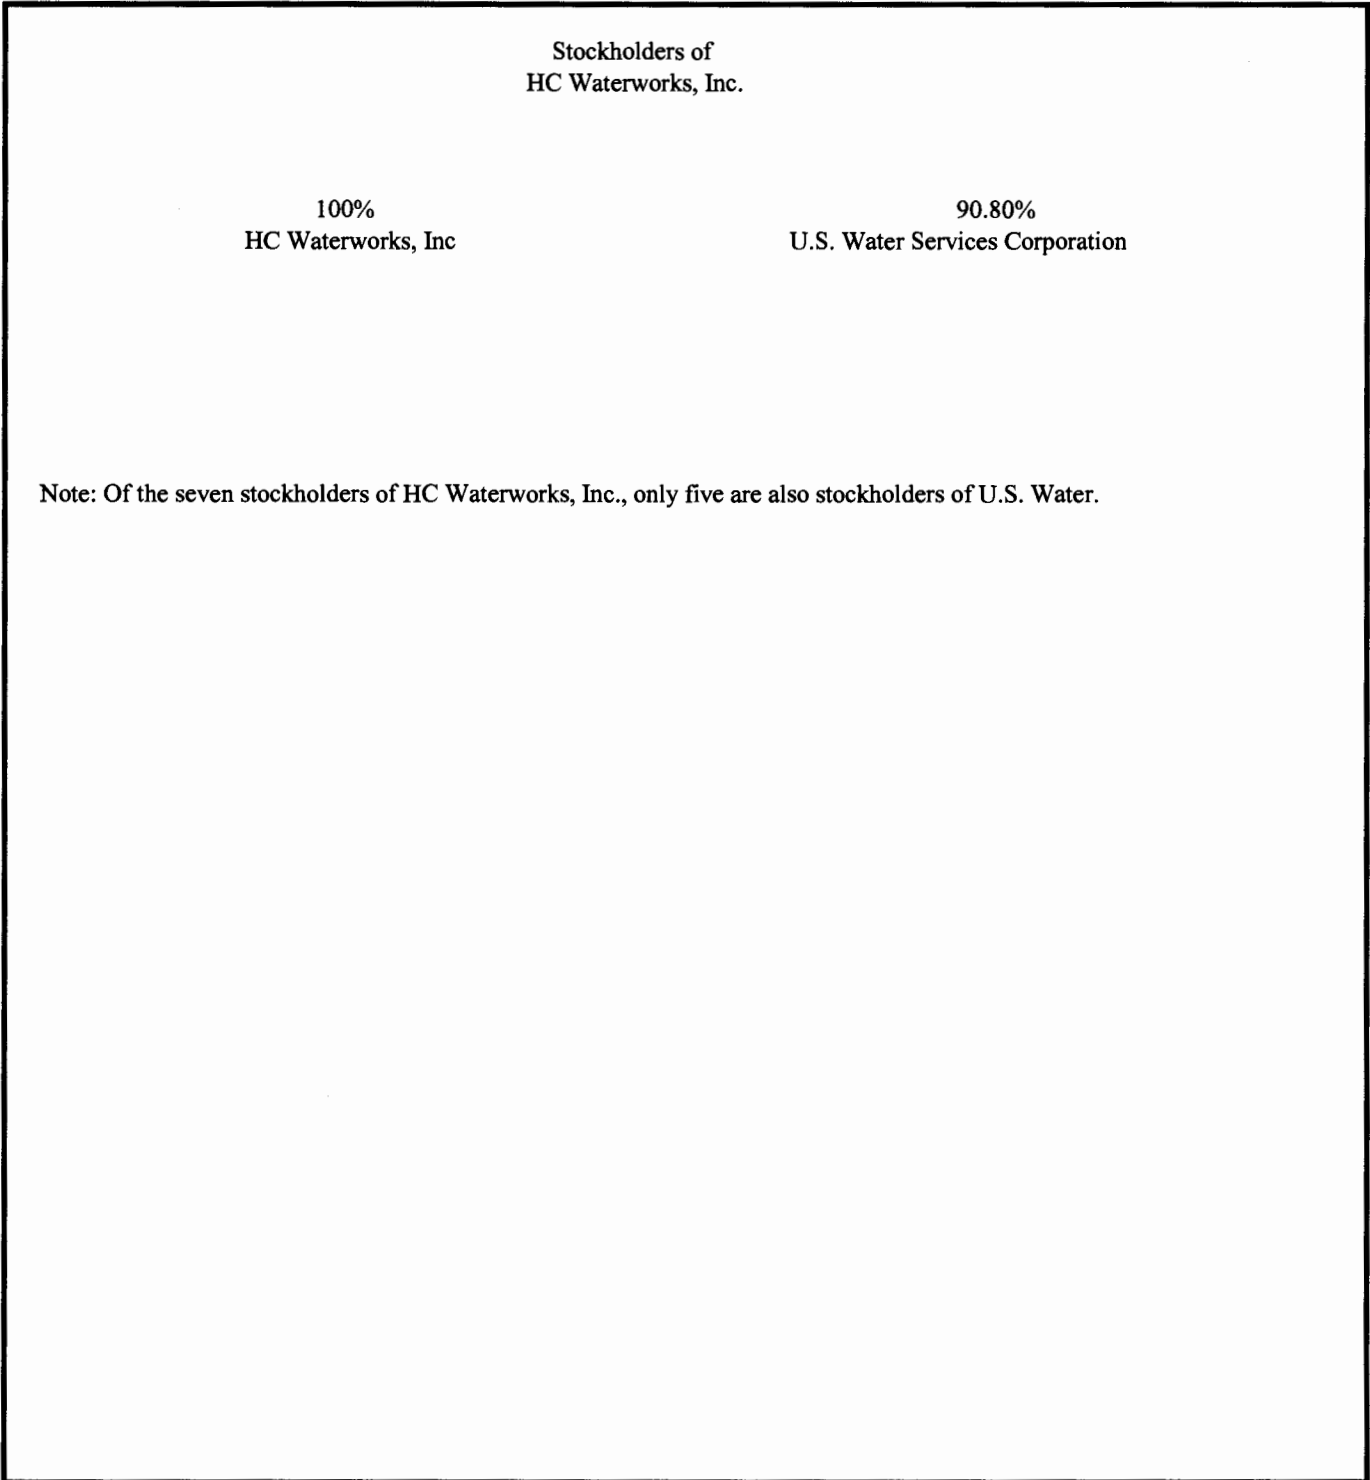 Stockholders of
HC Waterworks, Inc.
100%
HC Waterworks, Inc
90.80%
U.S. Water Services Corporation
Note: Of the seven stockholders of HC Waterworks, Inc., only five are also stockholders of U.S. Water.